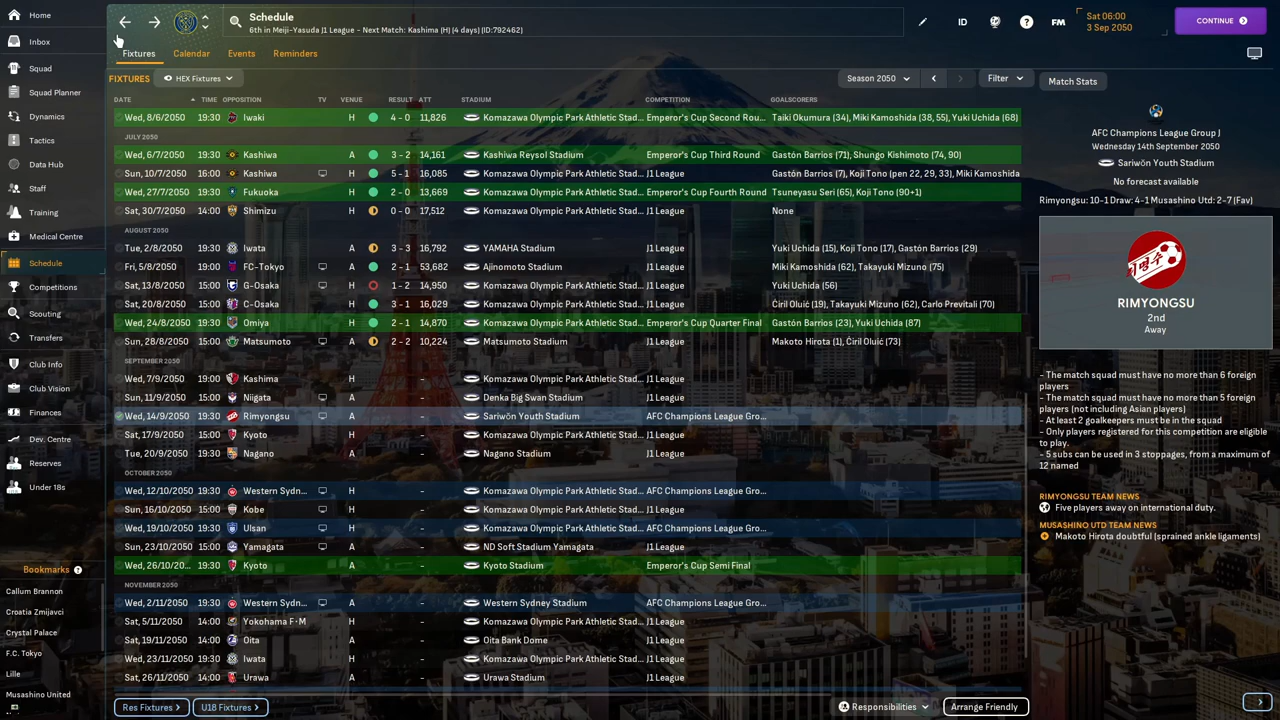 Home
Inbox
Squad
Squad Planner
Dynamics
Tactics
Data Hub
Staff
Training
Medical Centre
Schedule
Competitions
Scouting
Transfers
Club Info
Club Vision
Finances
Dev. Centre
Reserves
Under 18s
Bookmarks ?
Callum Brannon
Croatia Zmijavci
Crystal Palace
F.C. Tokyo
Lille
Musashino United
Schedule
6th in Meiji-Yasuda J1 League - Next Match: Kashima (H) (4 days) (ID:792462)
ID ? FM Sat 06:00
3 Sep 2050
CONTINUE
Fixtures Calendar Events Reminders
FIXTURES HEX Fixtures Season 2050 Filter
DATE TIME OPPOSITION TV VENUE RESULT ATT STADIUM COMPETITION GOALSCORERS
Wed, 8/6/2050 19:30 Iwaki H 4 - 0 11,826 Komazawa Olympic Park Athletic Stad... Emperor's Cup Second Rou... Taiki Okumura (34), Miki Kamoshida (38, 55), Yuki Uchida (68)
JULY 2050
Wed, 6/7/2050 19:30 Kashiwa A 3 - 2 14,161 Kashiwa Reysol Stadium Emperor's Cup Third Round Gastón Barrios (71), Shungo Kishimoto (74, 90)
Sun, 10/7/2050 16:00 Kashiwa H 5 - 1 16,085 Komazawa Olympic Park Athletic Stad... J1 League Gastón Barrios (7), Koji Tono (pen 22, 29, 33), Miki Kamoshida
Wed, 27/7/2050 19:30 Fukuoka H 2 - 0 13,669 Komazawa Olympic Park Athletic Stad... Emperor's Cup Fourth Round Tsuneyasu Seri (65), Koji Tono (90+1)
Sat, 30/7/2050 14:00 Shimizu H 0 - 0 17,512 Komazawa Olympic Park Athletic Stad... J1 League None
AUGUST 2050
Tue, 2/8/2050 19:30 Iwata A 3 - 3 16,792 YAMAHA Stadium J1 League Yuki Uchida (15), Koji Tono (17), Gastón Barrios (29)
Fri, 5/8/2050 19:00 FC-Tokyo A 2 - 1 53,682 Ajinomoto Stadium J1 League Miki Kamoshida (62), Takayuki Mizuno (75)
Sat, 13/8/2050 15:00 G-Osaka H 1 - 2 14,950 Komazawa Olympic Park Athletic Stad... J1 League Yuki Uchida (56)
Sat, 20/8/2050 15:00 C-Osaka H 3 - 1 16,029 Komazawa Olympic Park Athletic Stad... J1 League Ćiril Oluić (19), Takayuki Mizuno (62), Carlo Previtali (70)
Wed, 24/8/2050 19:30 Omiya H 2 - 1 14,870 Komazawa Olympic Park Athletic Stad... Emperor's Cup Quarter Final Gastón Barrios (23), Yuki Uchida (87)
Sun, 28/8/2050 15:00 Matsumoto A 2 - 2 10,224 Matsumoto Stadium J1 League Makoto Hirota (1), Ćiril Oluić (73)
SEPTEMBER 2050
Wed, 7/9/2050 19:00 Kashima H - Komazawa Olympic Park Athletic Stad... J1 League
Sun, 11/9/2050 15:00 Niigata A - Denka Big Swan Stadium J1 League
Wed, 14/9/2050 19:30 Rimyongsu A - Sariwŏn Youth Stadium AFC Champions League Gro...
Sat, 17/9/2050 15:00 Kyoto H - Komazawa Olympic Park Athletic Stad... J1 League
Tue, 20/9/2050 15:00 Nagano A - Nagano Stadium J1 League
OCTOBER 2050
Wed, 12/10/2050 19:30 Western Sydn... H - Komazawa Olympic Park Athletic Stad... AFC Champions League Gro...
Sun, 16/10/2050 15:00 Kobe H - Komazawa Olympic Park Athletic Stad... J1 League
Wed, 19/10/2050 19:30 Ulsan H - Komazawa Olympic Park Athletic Stad... AFC Champions League Gro...
Sun, 23/10/2050 15:00 Yamagata A - ND Soft Stadium Yamagata J1 League
Wed, 26/10/20... 19:30 Kyoto A - Kyoto Stadium Emperor's Cup Semi Final
NOVEMBER 2050
Wed, 2/11/2050 19:30 Western Sydn... A - Western Sydney Stadium AFC Champions League Gro...
Sat, 5/11/2050 14:00 Yokohama F·M H - Komazawa Olympic Park Athletic Stad... J1 League
Sat, 19/11/2050 14:00 Oita A - Oita Bank Dome J1 League
Wed, 23/11/2050 14:00 Iwata H - Komazawa Olympic Park Athletic Stad... J1 League
Sat, 26/11/2050 14:00 Urawa A - Urawa Stadium J1 League
Res Fixtures > U18 Fixtures > Responsibilities Arrange Friendly
Match Stats
AFC Champions League Group J
Wednesday 14th September 2050
Sariwŏn Youth Stadium
No forecast available
Rimyongsu: 10-1 Draw: 4-1 Musashino Utd: 2-7 (Fav)
리명수
RIMYONGSU
2nd
Away
- The match squad must have no more than 6 foreign
players
- The match squad must have no more than 5 foreign
players (not including Asian players)
- At least 2 goalkeepers must be in the squad
- Only players registered for this competition are eligible
to play.
- 5 subs can be used in 3 stoppages, from a maximum of
12 named
RIMYONGSU TEAM NEWS
Five players away on international duty.
MUSASHINO UTD TEAM NEWS
Makoto Hirota doubtful (sprained ankle ligaments)